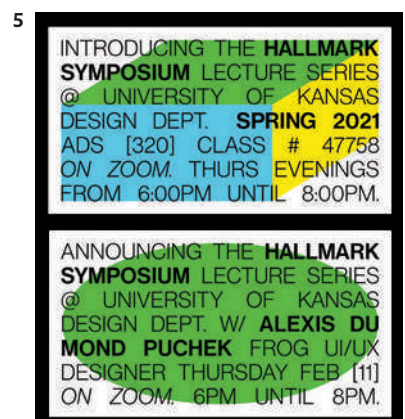 5
INTRODUCING THE HALLMARK
SYMPOSIUM LECTURE SERIES
@ UNIVERSITY OF KANSAS
DESIGN DEPT. SPRING 2021
ADS [320] CLASS # 47758
ON ZOOM. THURS EVENINGS
FROM 6:00PM UNTIL 8:00PM.
ANNOUNCING THE HALLMARK
SYMPOSIUM LECTURE SERIES
@ UNIVERSITY OF KANSAS
DESIGN DEPT. W/ ALEXIS DU
MOND PUCHEK FROG UI/UX
DESIGNER THURSDAY FEB [11]
ON ZOOM. 6PM UNTIL 8PM.